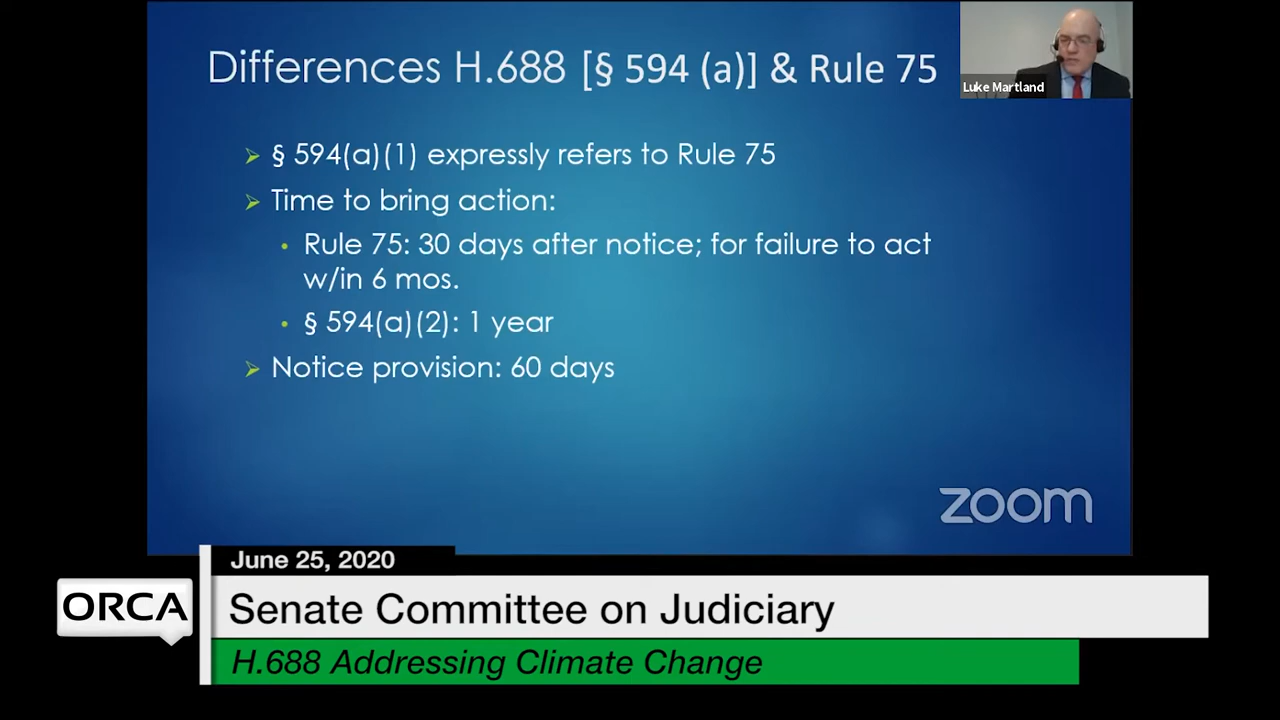 Differences H.688 [§ 594 (a)] & Rule 75
Luke Martland
§ 594(a)(1) expressly refers to Rule 75
Time to bring action:
Rule 75: 30 days after notice; for failure to act
w/in 6 mos.
§ 594(a)(2): 1 year
Notice provision: 60 days
zoom
June 25, 2020
ORCA
Senate Committee on Judiciary
H.688 Addressing Climate Change